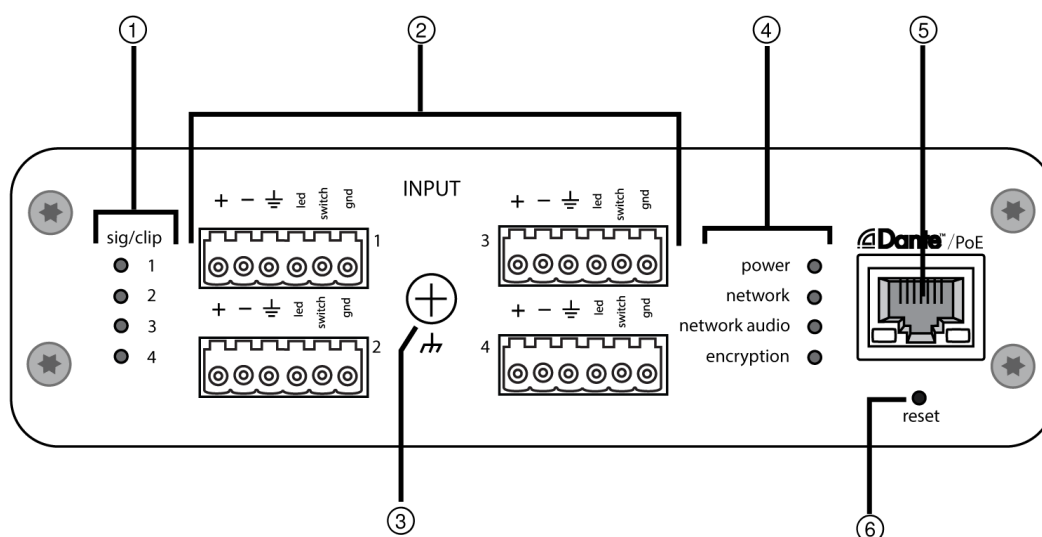 1
2
4
5
INPUT
+ − led switch gnd
1
+ − led switch gnd
3
sig/clip
1
2
3
4
+ − led switch gnd
2
+ − led switch gnd
4
power
network
network audio
encryption
Dante™/PoE
reset
3
6